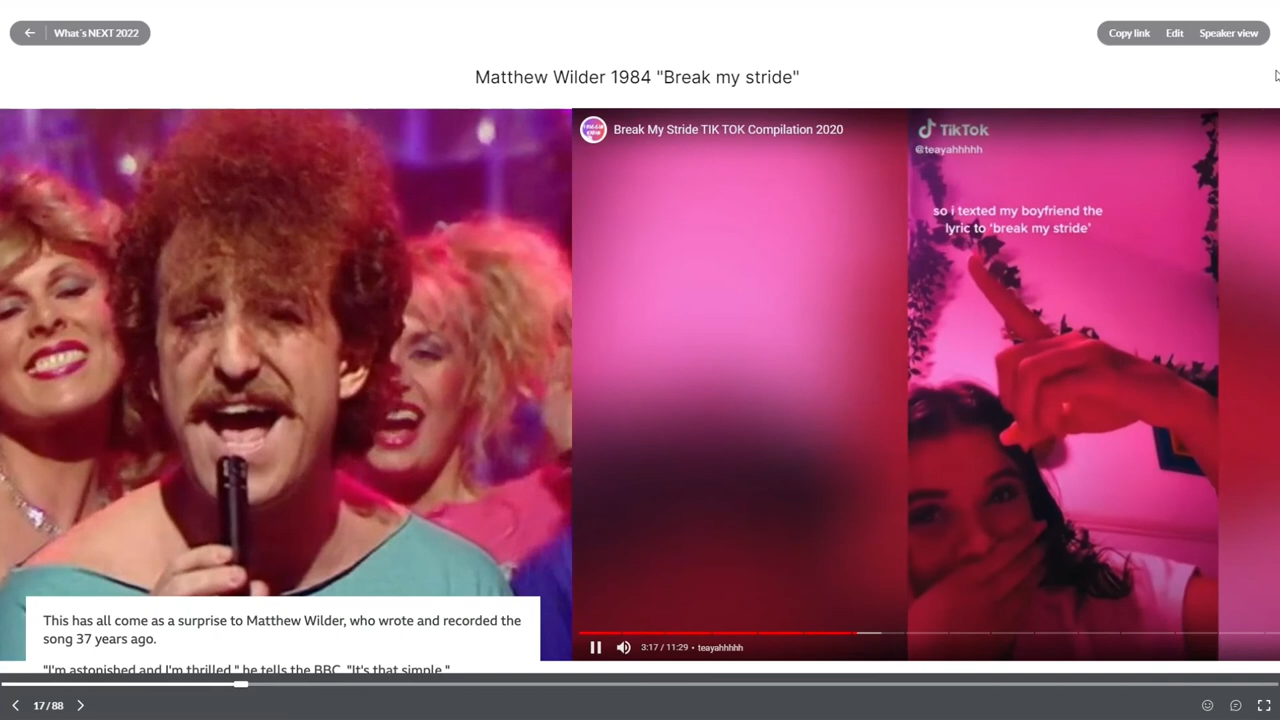 What's NEXT 2022
Copy link Edit Speaker view
Matthew Wilder 1984 "Break my stride"
Break My Stride TIK TOK Compilation 2020
TikTok
@teayahhhhh
so i texted my boyfriend the
lyric to 'break my stride'
This has all come as a surprise to Matthew Wilder, who wrote and recorded the
song 37 years ago.
"I'm astonished and I'm thrilled," he tells the BBC. "It's that simple."
3:17 / 11:29 • teayahhhhh
17/88